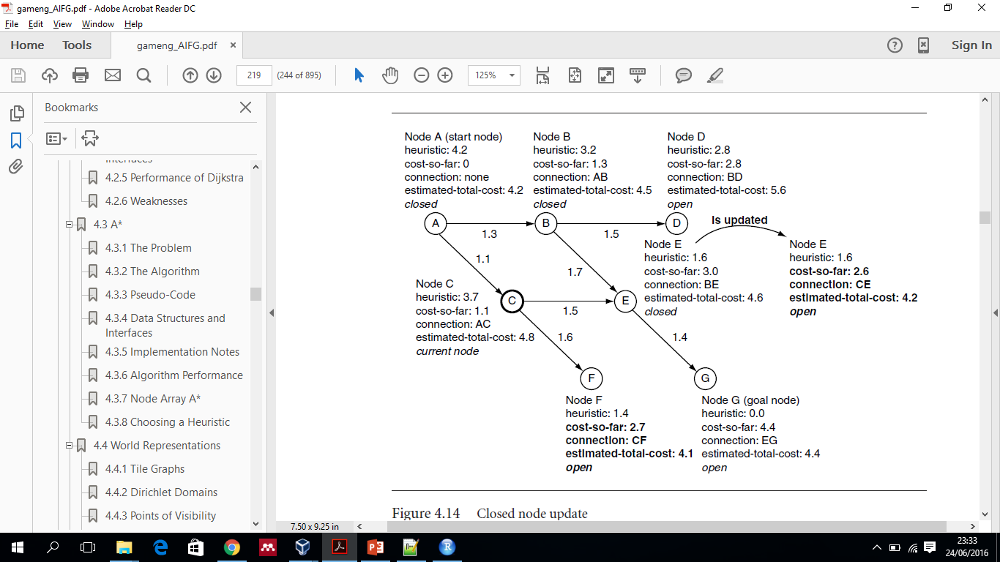 gameng_AIFG.pdf - Adobe Acrobat Reader DC
File Edit View Window Help
Home Tools gameng_AIFG.pdf × Sign In
219 (244 of 895) 125%
Bookmarks
Interfaces
4.2.5 Performance of Dijkstra
4.2.6 Weaknesses
4.3 A*
4.3.1 The Problem
4.3.2 The Algorithm
4.3.3 Pseudo-Code
4.3.4 Data Structures and
Interfaces
4.3.5 Implementation Notes
4.3.6 Algorithm Performance
4.3.7 Node Array A*
4.3.8 Choosing a Heuristic
4.4 World Representations
4.4.1 Tile Graphs
4.4.2 Dirichlet Domains
4.4.3 Points of Visibility
Node A (start node)
heuristic: 4.2
cost-so-far: 0
connection: none
estimated-total-cost: 4.2
closed
Node B
heuristic: 3.2
cost-so-far: 1.3
connection: AB
estimated-total-cost: 4.5
closed
Node D
heuristic: 2.8
cost-so-far: 2.8
connection: BD
estimated-total-cost: 5.6
open
A
1.3
B
1.5
D
Is updated
1.1
1.7
Node E
heuristic: 1.6
cost-so-far: 3.0
connection: BE
estimated-total-cost: 4.6
closed
Node E
heuristic: 1.6
cost-so-far: 2.6
connection: CE
estimated-total-cost: 4.2
open
Node C
heuristic: 3.7
cost-so-far: 1.1
connection: AC
estimated-total-cost: 4.8
current node
C
1.5
E
1.6
1.4
F
G
Node F
heuristic: 1.4
cost-so-far: 2.7
connection: CF
estimated-total-cost: 4.1
open
Node G (goal node)
heuristic: 0.0
cost-so-far: 4.4
connection: EG
estimated-total-cost: 4.4
open
Figure 4.14 Closed node update
7.50 x 9.25 in
23:33
24/06/2016